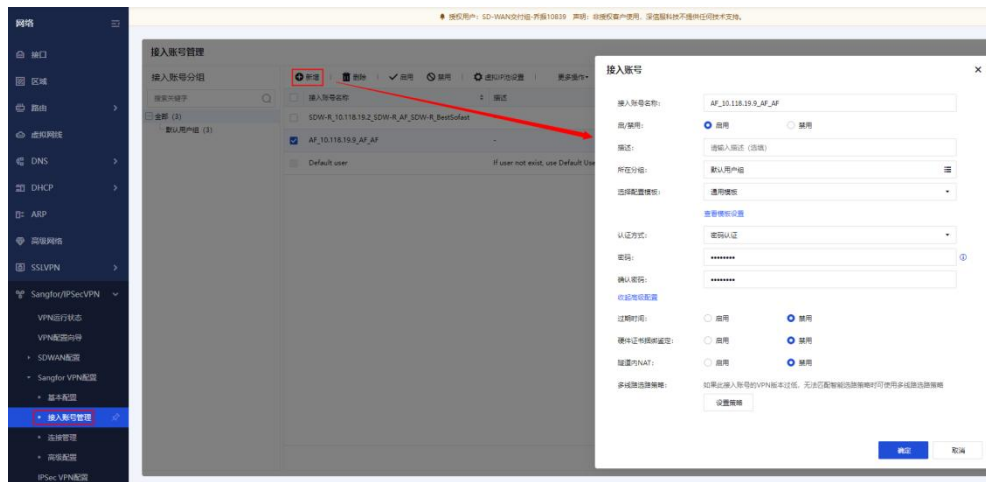 授权用户：SD-WAN交付组-乔振10839 声明：非授权客户使用，深信服科技不提供任何技术支持。
网络
接口
区域
路由
虚拟网线
DNS
DHCP
ARP
高级网络
SSLVPN
Sangfor/IPSecVPN
VPN运行状态
VPN配置向导
SDWAN配置
Sangfor VPN配置
基本配置
接入账号管理
连接管理
高级配置
IPSec VPN配置
接入账号管理
接入账号分组
搜索关键字
全部 (3)
默认用户组 (3)
新增 删除 启用 禁用 虚拟IP池设置 更多操作
接入账号名称 描述
SDW-R_10.118.19.2_SDW-R_AF_SDW-R_BestSofast
AF_10.118.19.9_AF_AF -
Default user If user not exist, use Default Use
接入账号
接入账号名称： AF_10.118.19.9_AF_AF
启/禁用： 启用 禁用
描述： 请输入描述（选填）
所在分组： 默认用户组
选择配置模板： 通用模板
查看模板设置
认证方式： 密码认证
密码： ••••••••
确认密码： ••••••••
收起高级配置
过期时间： 启用 禁用
硬件证书捆绑鉴定： 启用 禁用
隧道内NAT： 启用 禁用
多线路选路策略： 如果此接入账号的VPN版本过低，无法匹配智能选路策略时可使用多线路选路策略
设置策略
确定 取消